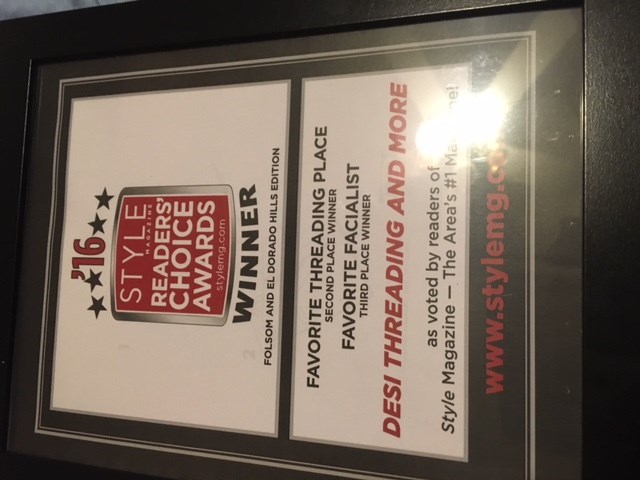 '16
STYLE
MAGAZINE
READERS'
CHOICE
AWARDS
stylemg.com
WINNER
FOLSOM AND EL DORADO HILLS EDITION
FAVORITE THREADING PLACE
SECOND PLACE WINNER
FAVORITE FACIALIST
THIRD PLACE WINNER
DESI THREADING AND MORE
as voted by readers of
Style Magazine — The Area's #1
www.stylemg.